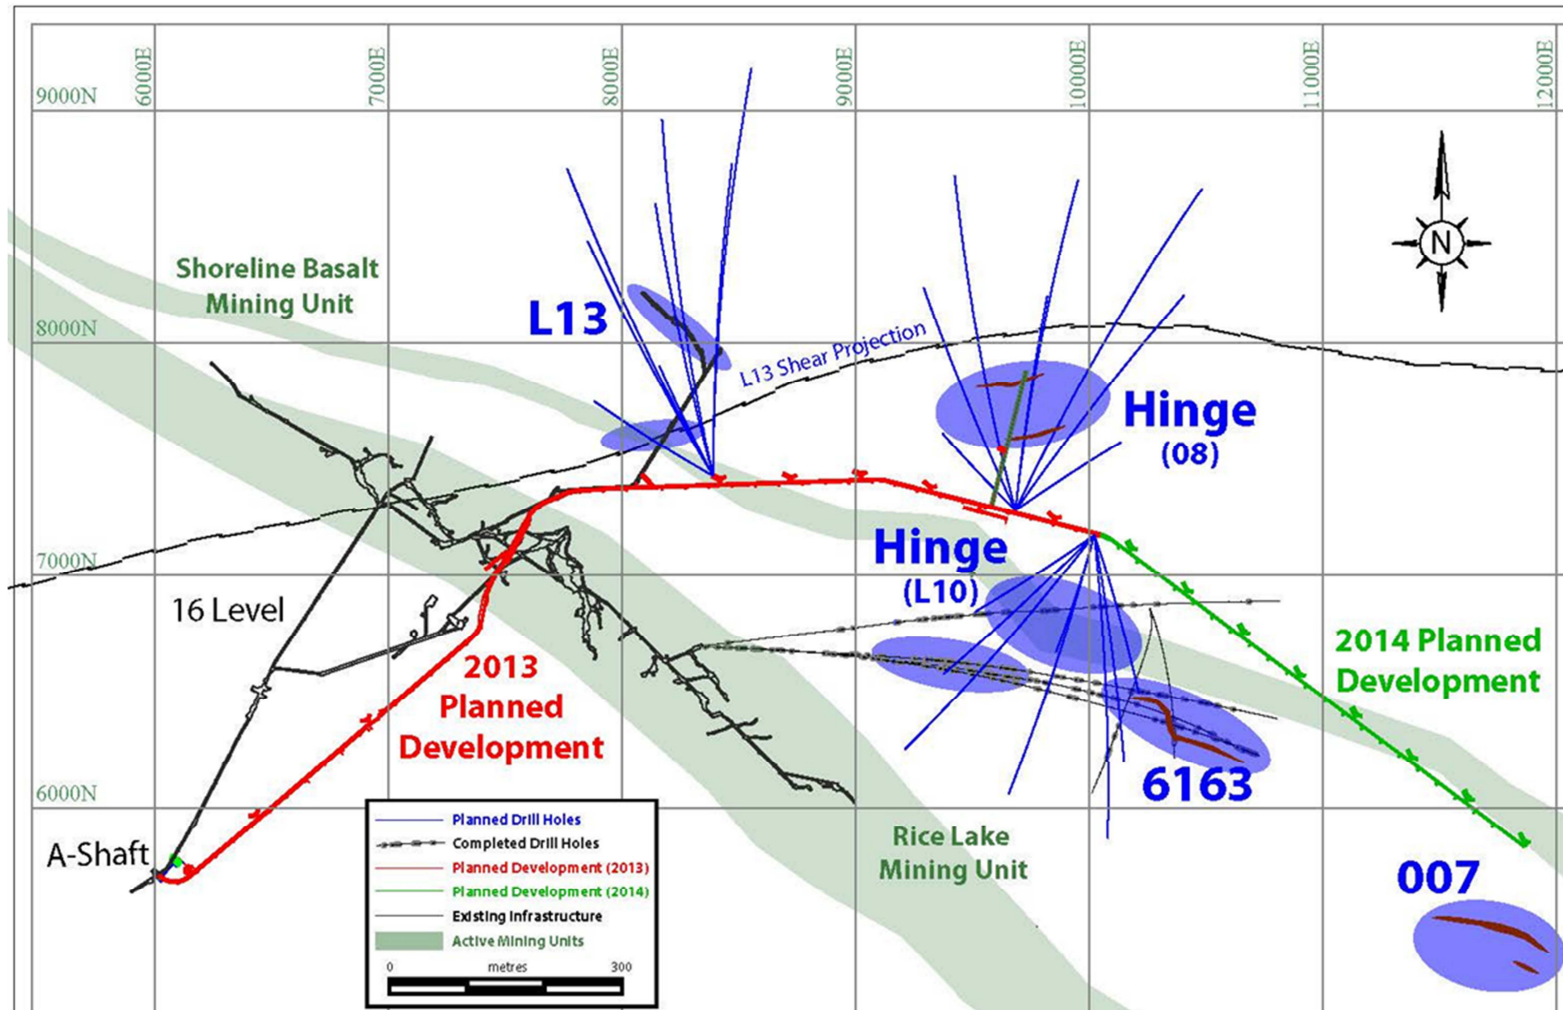 6000E
7000E
8000E
9000E
10000E
11000E
12000E
9000N
8000N
7000N
6000N
N
Shoreline Basalt
Mining Unit
L13
L13 Shear Projection
Hinge
(08)
Hinge
(L10)
16 Level
2013
Planned
Development
2014 Planned
Development
6163
A-Shaft
Rice Lake
Mining Unit
007
Planned Drill Holes
Completed Drill Holes
Planned Development (2013)
Planned Development (2014)
Existing Infrastructure
Active Mining Units
0 metres 300